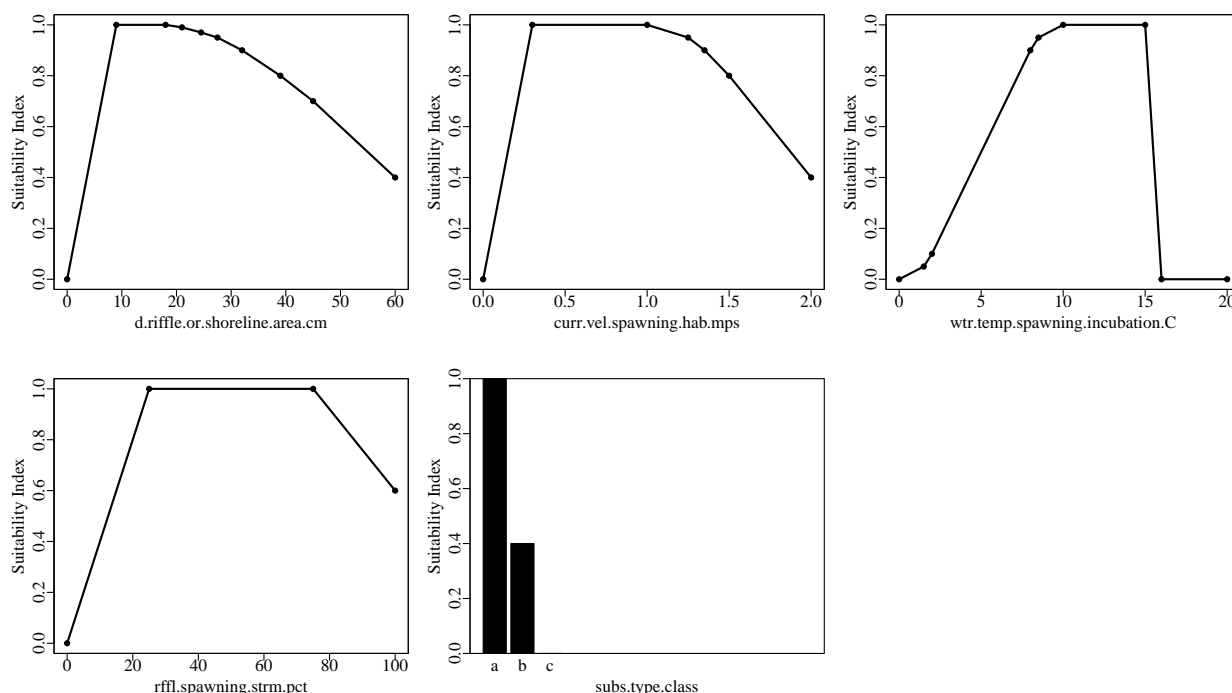 Suitability Index
0.0 0.2 0.4 0.6 0.8 1.0
0 10 20 30 40 50 60
d.riffle.or.shoreline.area.cm
Suitability Index
0.0 0.2 0.4 0.6 0.8 1.0
0.0 0.5 1.0 1.5 2.0
curr.vel.spawning.hab.mps
Suitability Index
0.0 0.2 0.4 0.6 0.8 1.0
0 5 10 15 20
wtr.temp.spawning.incubation.C
Suitability Index
0.0 0.2 0.4 0.6 0.8 1.0
0 20 40 60 80 100
rffl.spawning.strm.pct
Suitability Index
0.0 0.2 0.4 0.6 0.8 1.0
a b c
subs.type.class